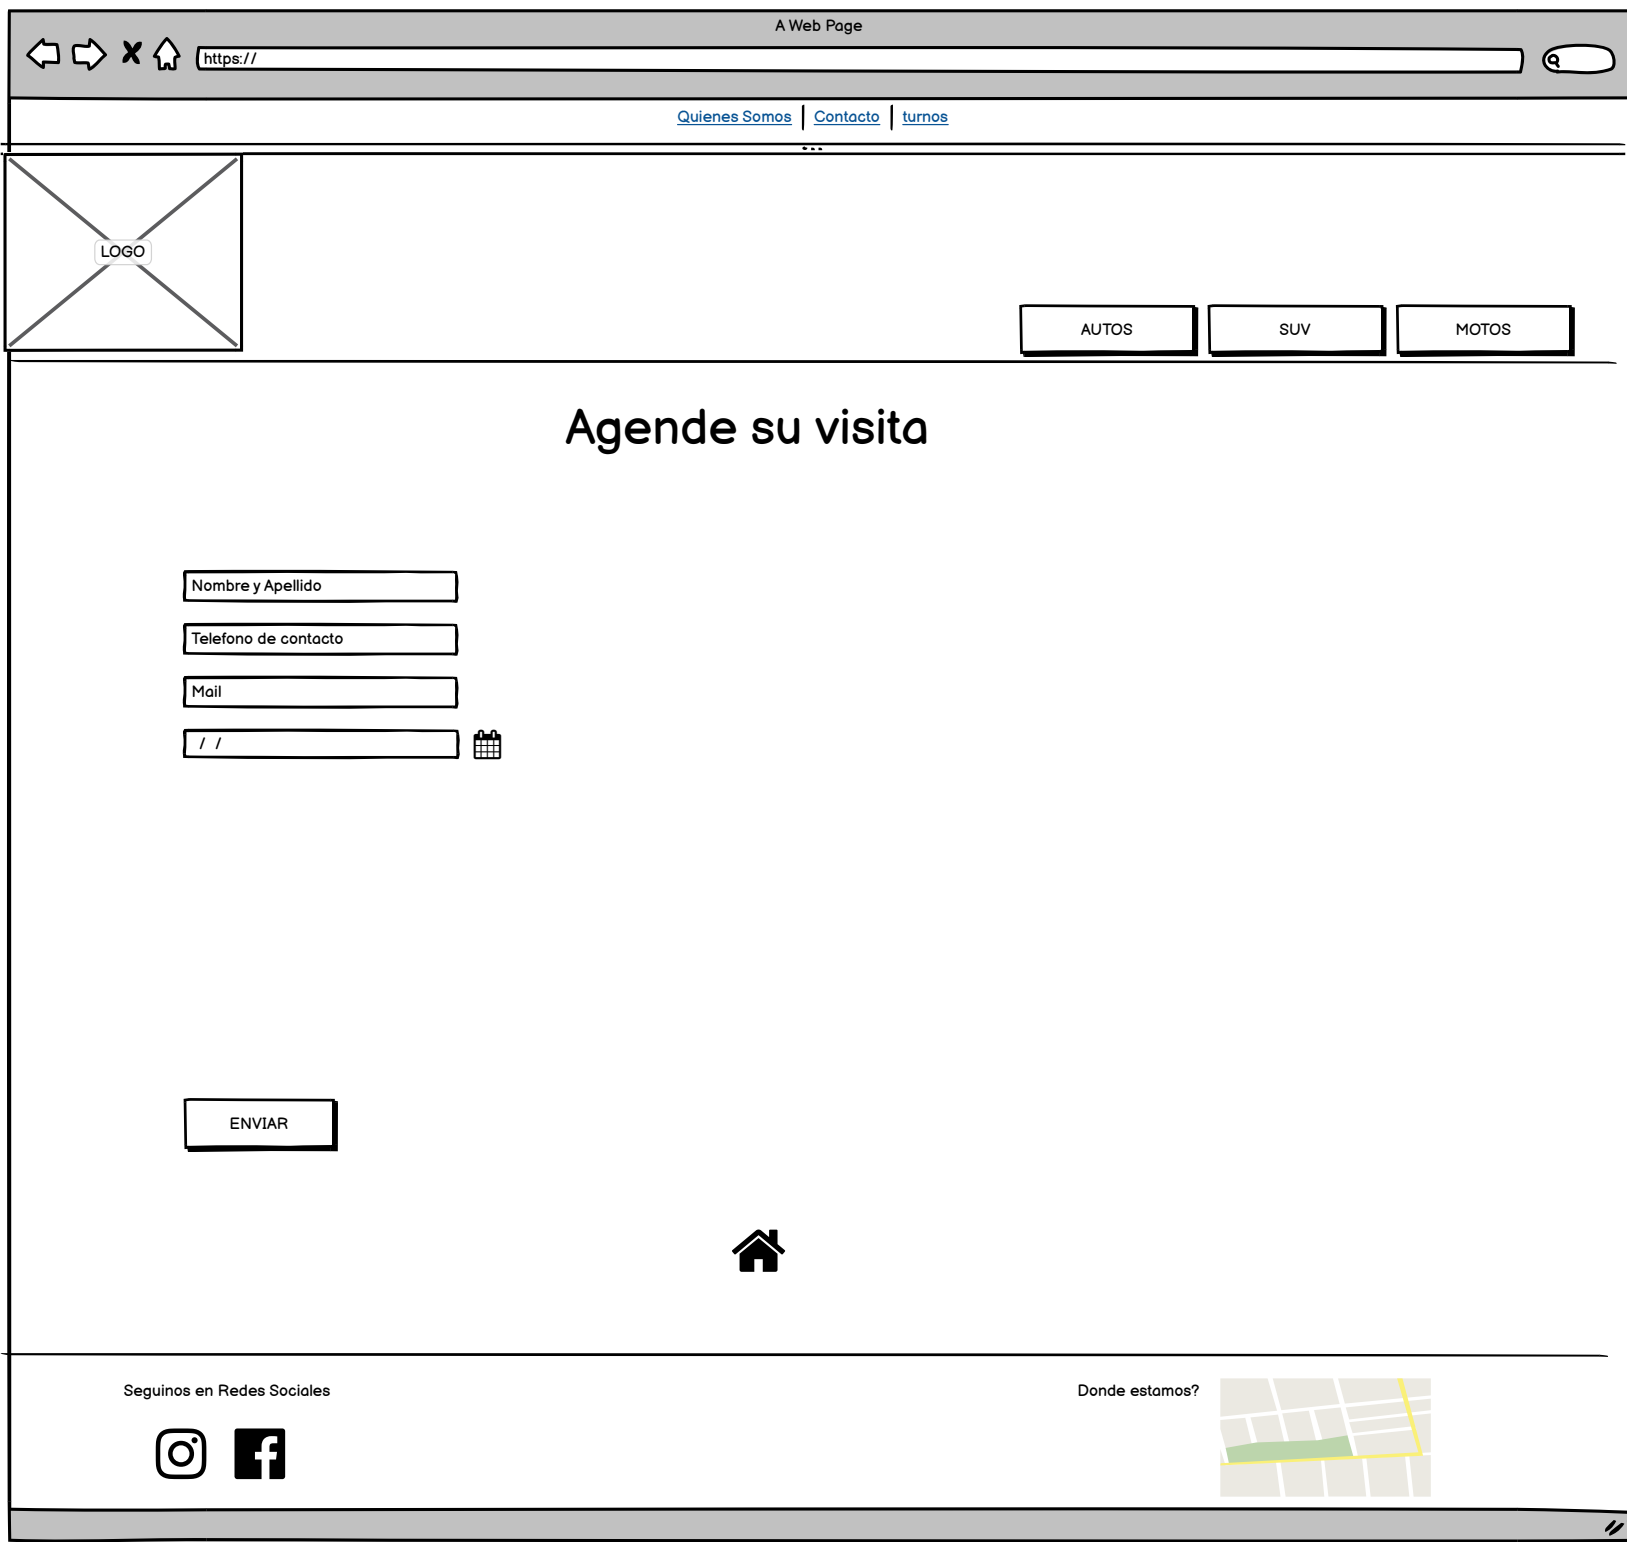 A Web Page
https://
Quienes Somos | Contacto | turnos
LOGO
AUTOS SUV MOTOS
Agende su visita
Nombre y Apellido
Telefono de contacto
Mail
/ /
ENVIAR
Seguinos en Redes Sociales
Donde estamos?